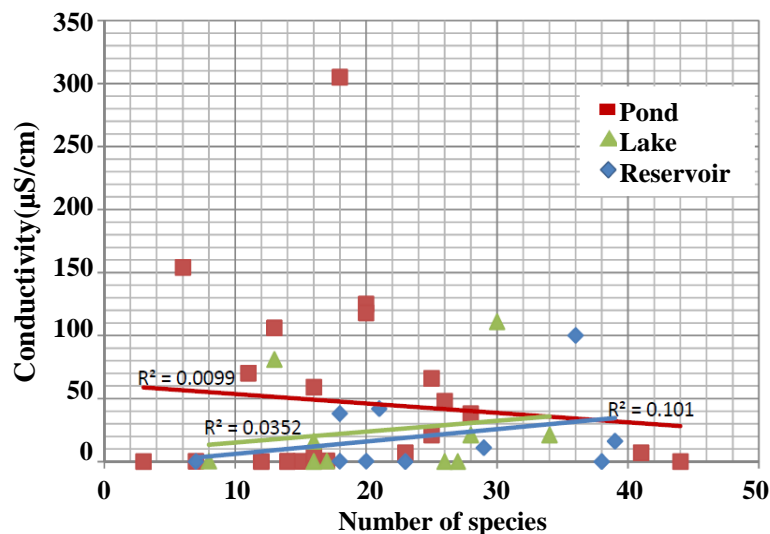 350
300
250
200
150
100
50
0
Conductivity(µS/cm)
Pond
Lake
Reservoir
R² = 0.0099
R² = 0.0352
R² = 0.101
0 10 20 30 40 50
Number of species